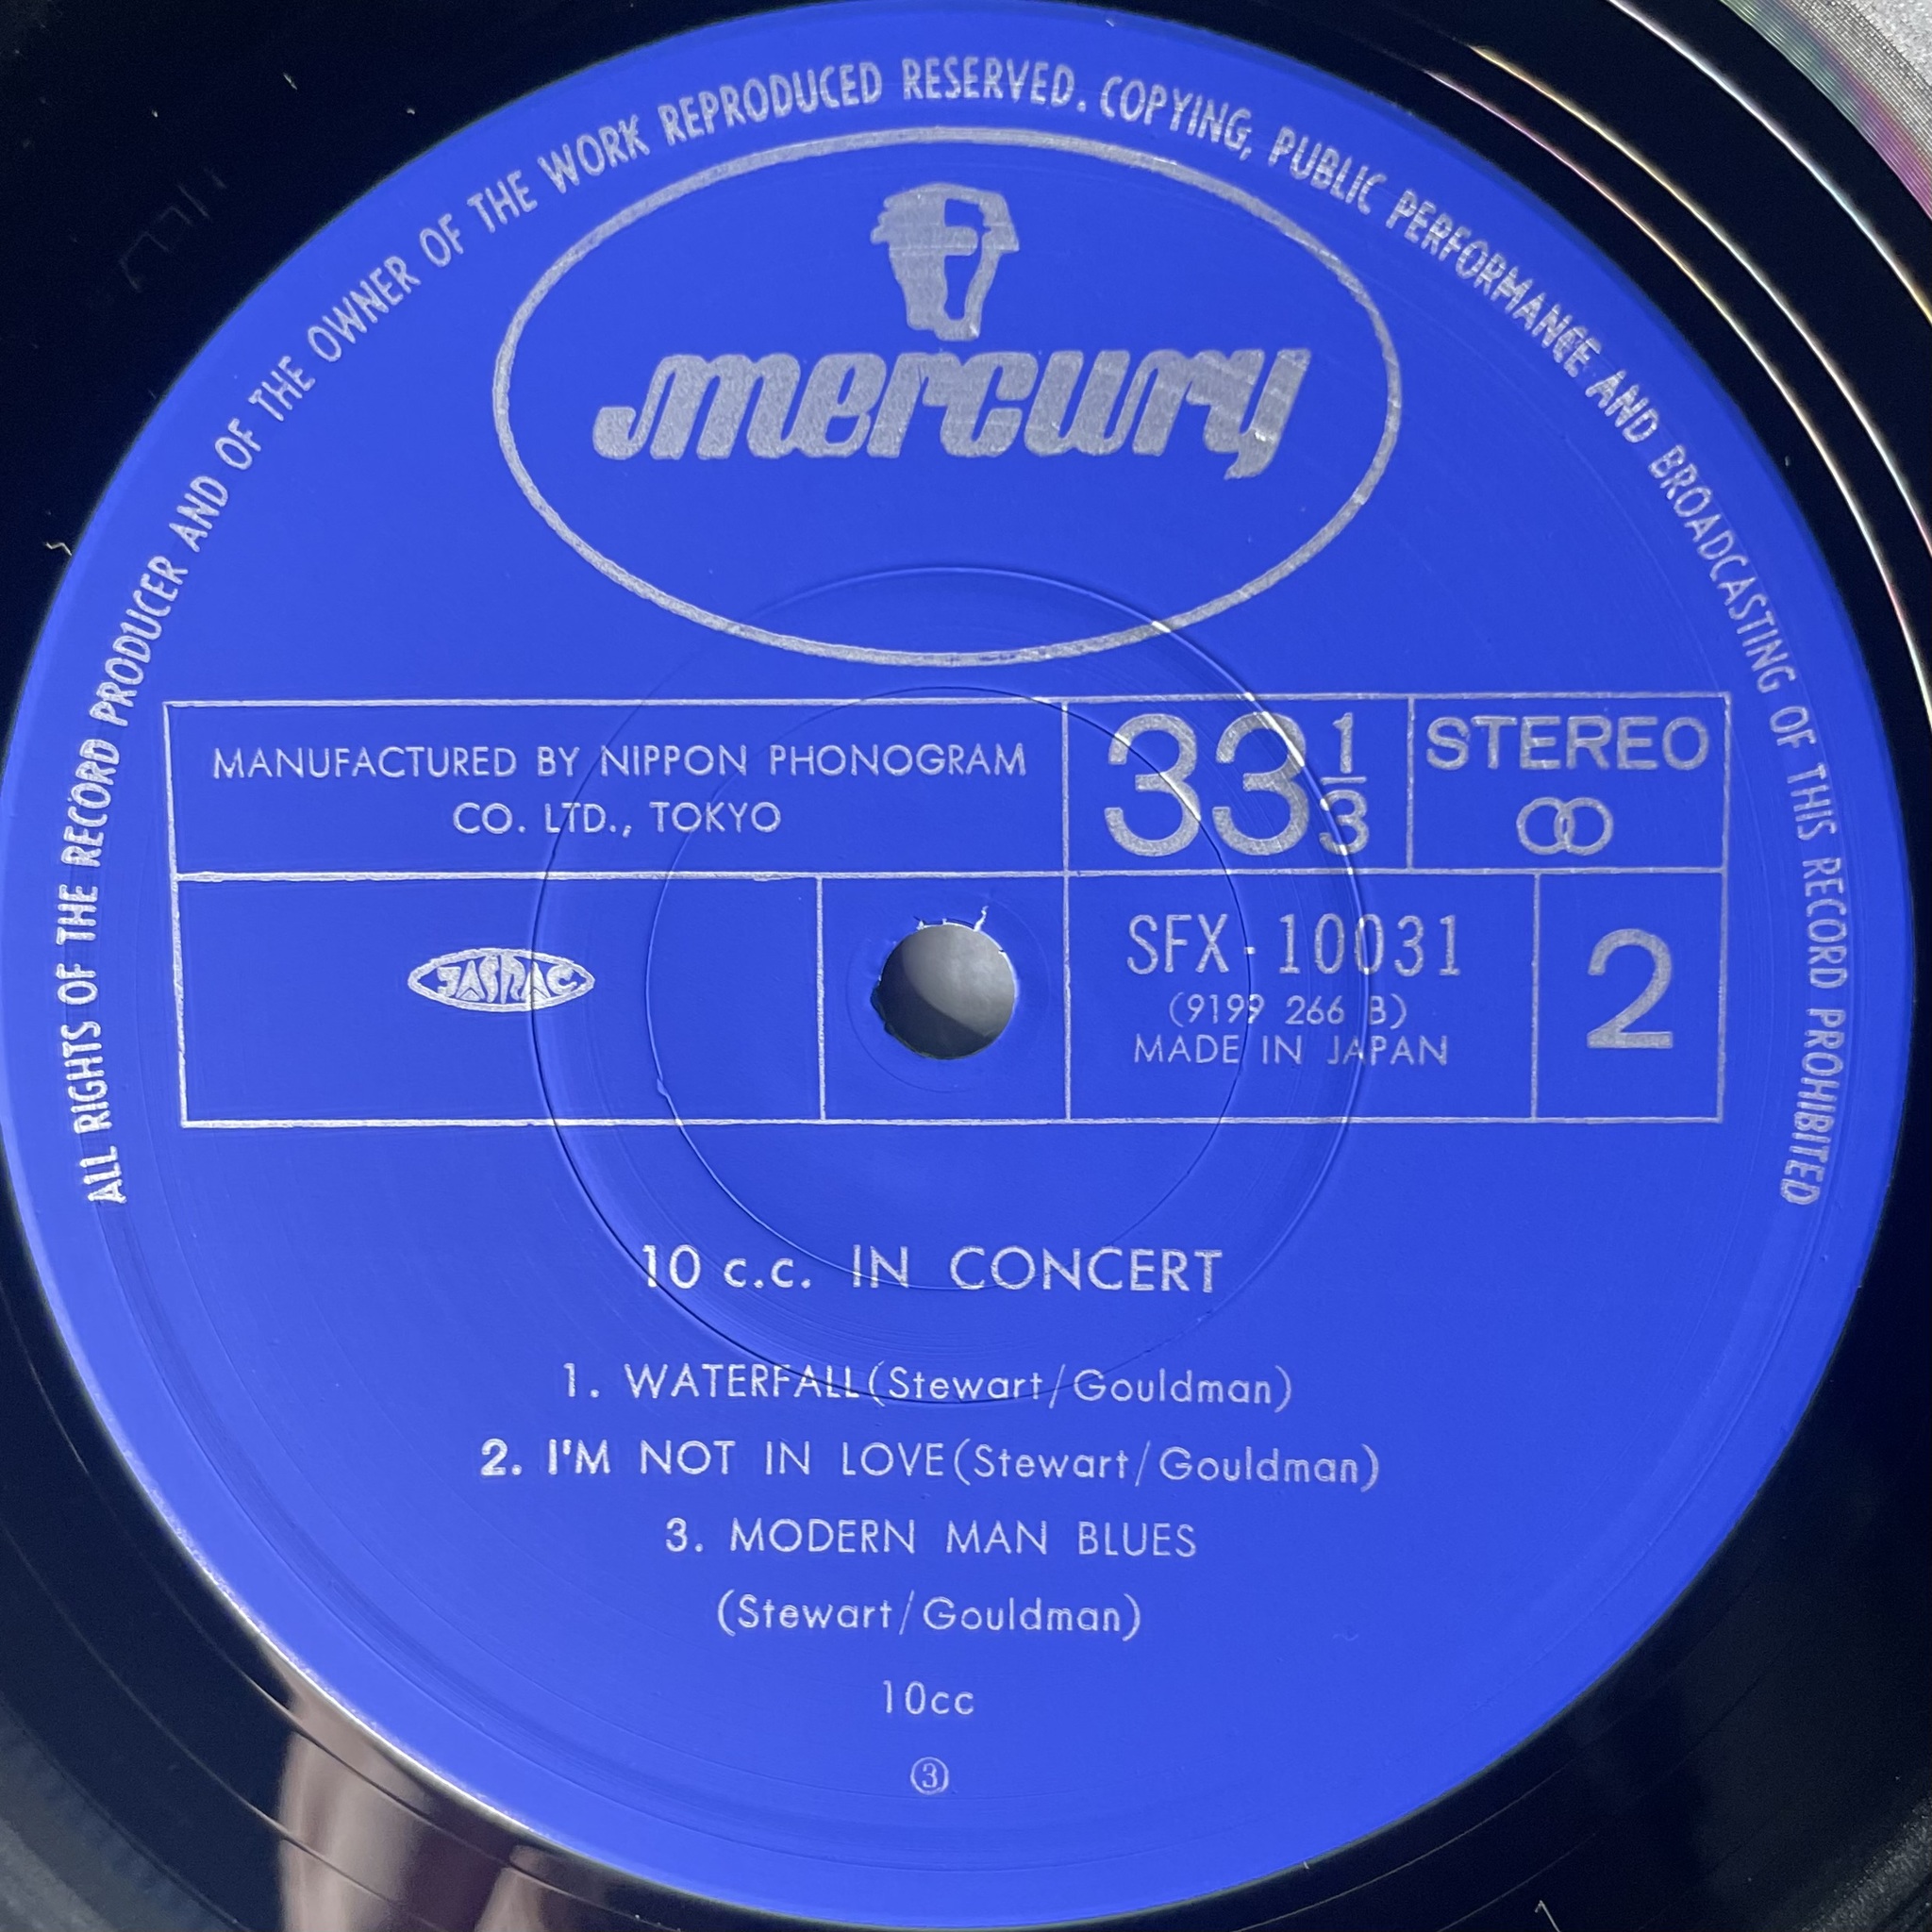 ALL RIGHTS OF THE RECORD PRODUCER AND OF THE OWNER OF THE WORK REPRODUCED RESERVED. COPYING, PUBLIC PERFORMANCE AND BROADCASTING OF THIS RECORD PROHIBITED
mercury
MANUFACTURED BY NIPPON PHONOGRAM
CO. LTD., TOKYO
33 1/3
STEREO
JASRAC
SFX-10031
(9199 266 B)
MADE IN JAPAN
2
10 c.c. IN CONCERT
1. WATERFALL (Stewart/Gouldman)
2. I'M NOT IN LOVE (Stewart/Gouldman)
3. MODERN MAN BLUES
(Stewart/Gouldman)
10cc
③